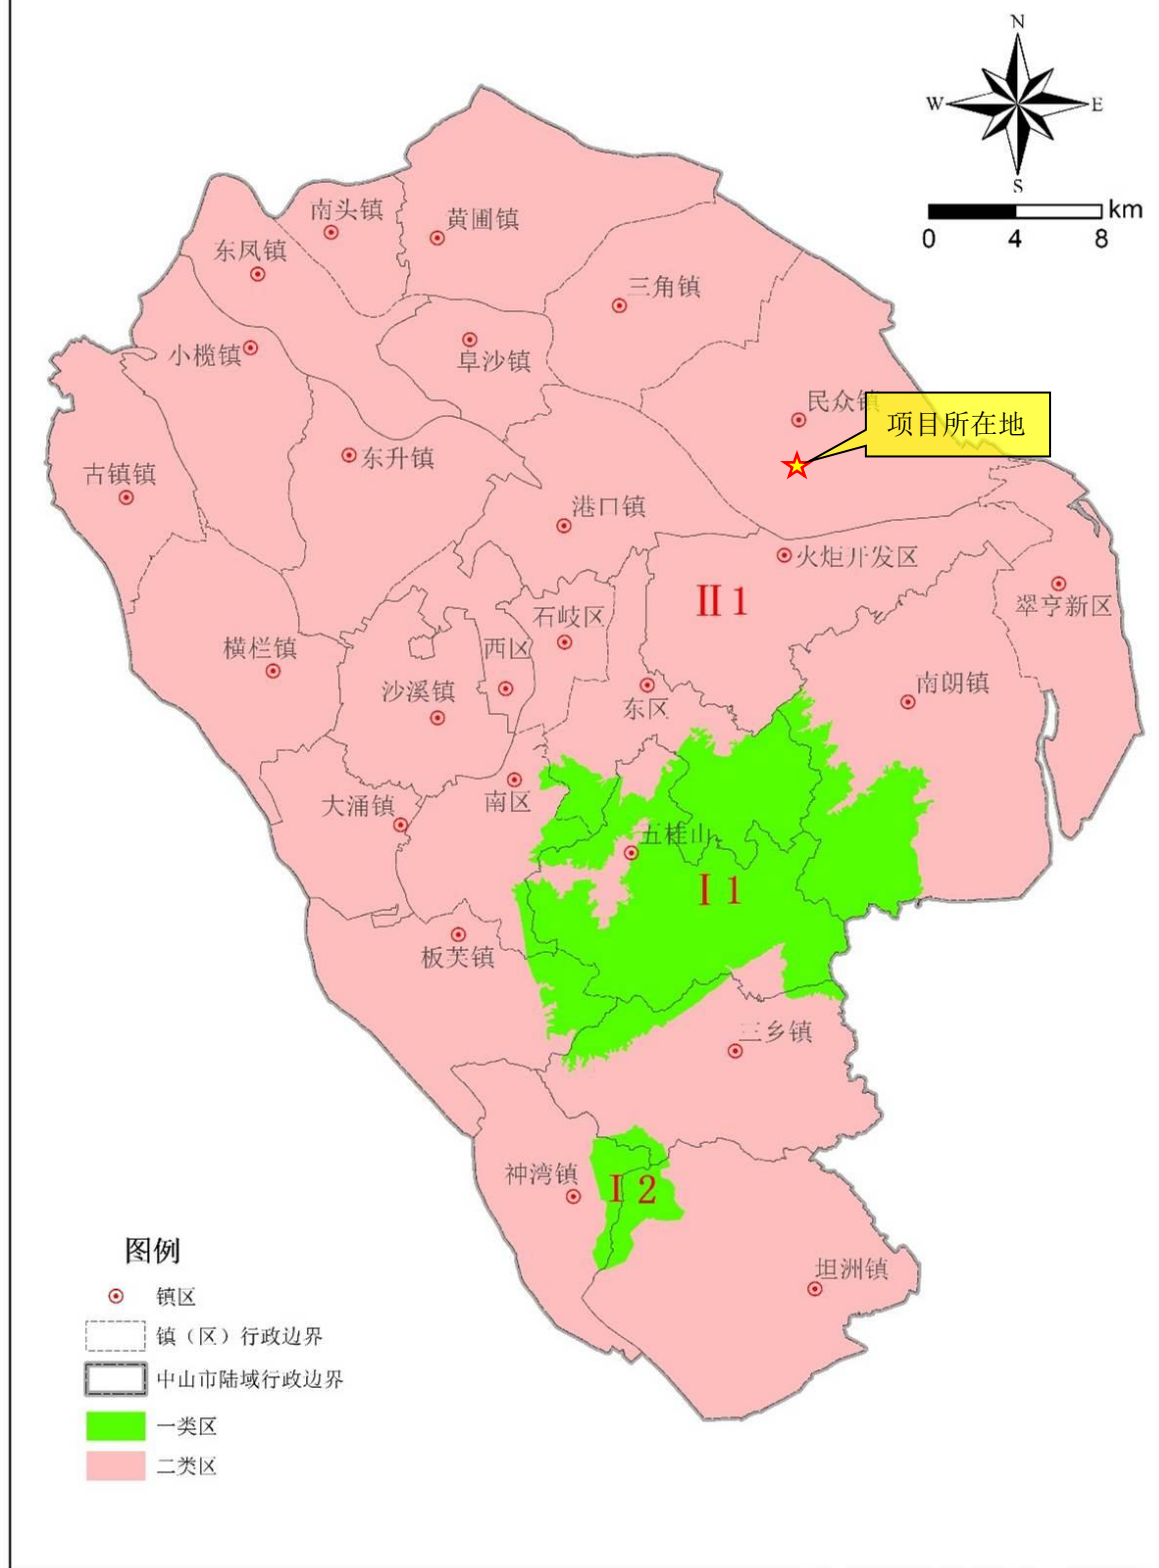 N
W
E
S
km
0
4
8
南头镇
黄圃镇
东凤镇
三角镇
小榄镇
阜沙镇
民众镇
项目所在地
东升镇
古镇镇
港口镇
火炬开发区
II 1
翠亨新区
石岐区
横栏镇
西区
沙溪镇
南朗镇
东区
南区
大涌镇
五桂山
I 1
板芙镇
三乡镇
神湾镇
I 2
坦洲镇
图例
镇区
镇（区）行政边界
中山市陆域行政边界
一类区
二类区